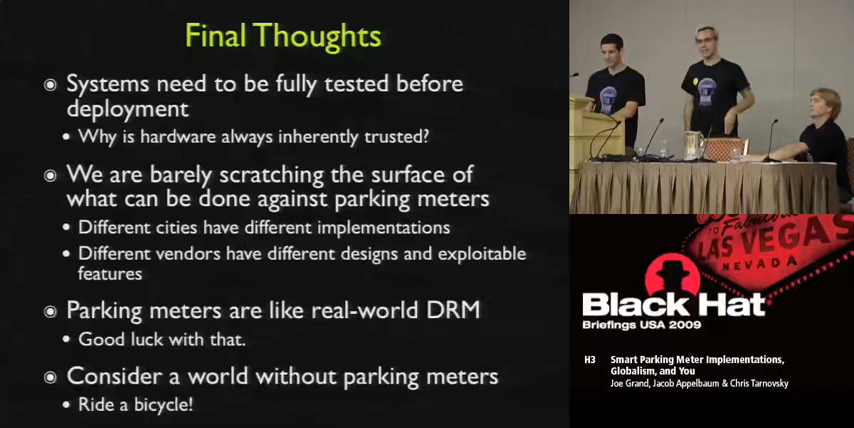 Final Thoughts
Systems need to be fully tested before
deployment
Why is hardware always inherently trusted?
We are barely scratching the surface of
what can be done against parking meters
Different cities have different implementations
Different vendors have different designs and exploitable
features
Parking meters are like real-world DRM
Good luck with that.
Consider a world without parking meters
Ride a bicycle!
TO Fabulous
LAS VEGAS
NEVADA
Black Hat
Briefings USA 2009
H3 Smart Parking Meter Implementations,
Globalism, and You
Joe Grand, Jacob Appelbaum & Chris Tarnovsky